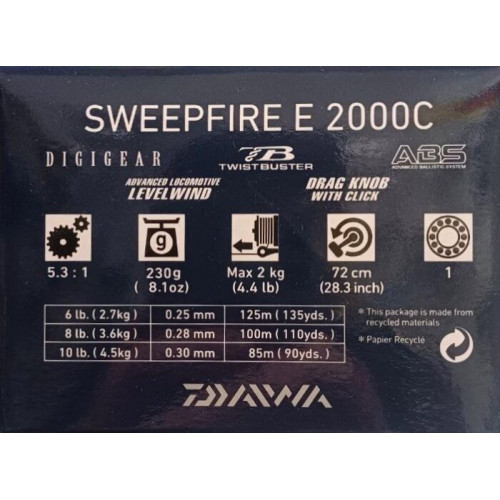 SWEEPFIRE E 2000C
DIGIGEAR TB TWISTBUSTER ABS ADVANCED BALLISTIC SYSTEM
ADVANCED LOCOMOTIVE LEVELWIND DRAG KNOB WITH CLICK
g
5.3 : 1 230g ( 8.1oz) Max 2 kg (4.4 lb) 72 cm (28.3 inch) 1
6 lb. ( 2.7kg ) 0.25 mm 125m (135yds. )
8 lb. ( 3.6kg ) 0.28 mm 100m ( 110yds. )
10 lb. ( 4.5kg ) 0.30 mm 85m ( 90yds. )
* This package is made from
recycled materials
* Papier Recyclé
DAIWA